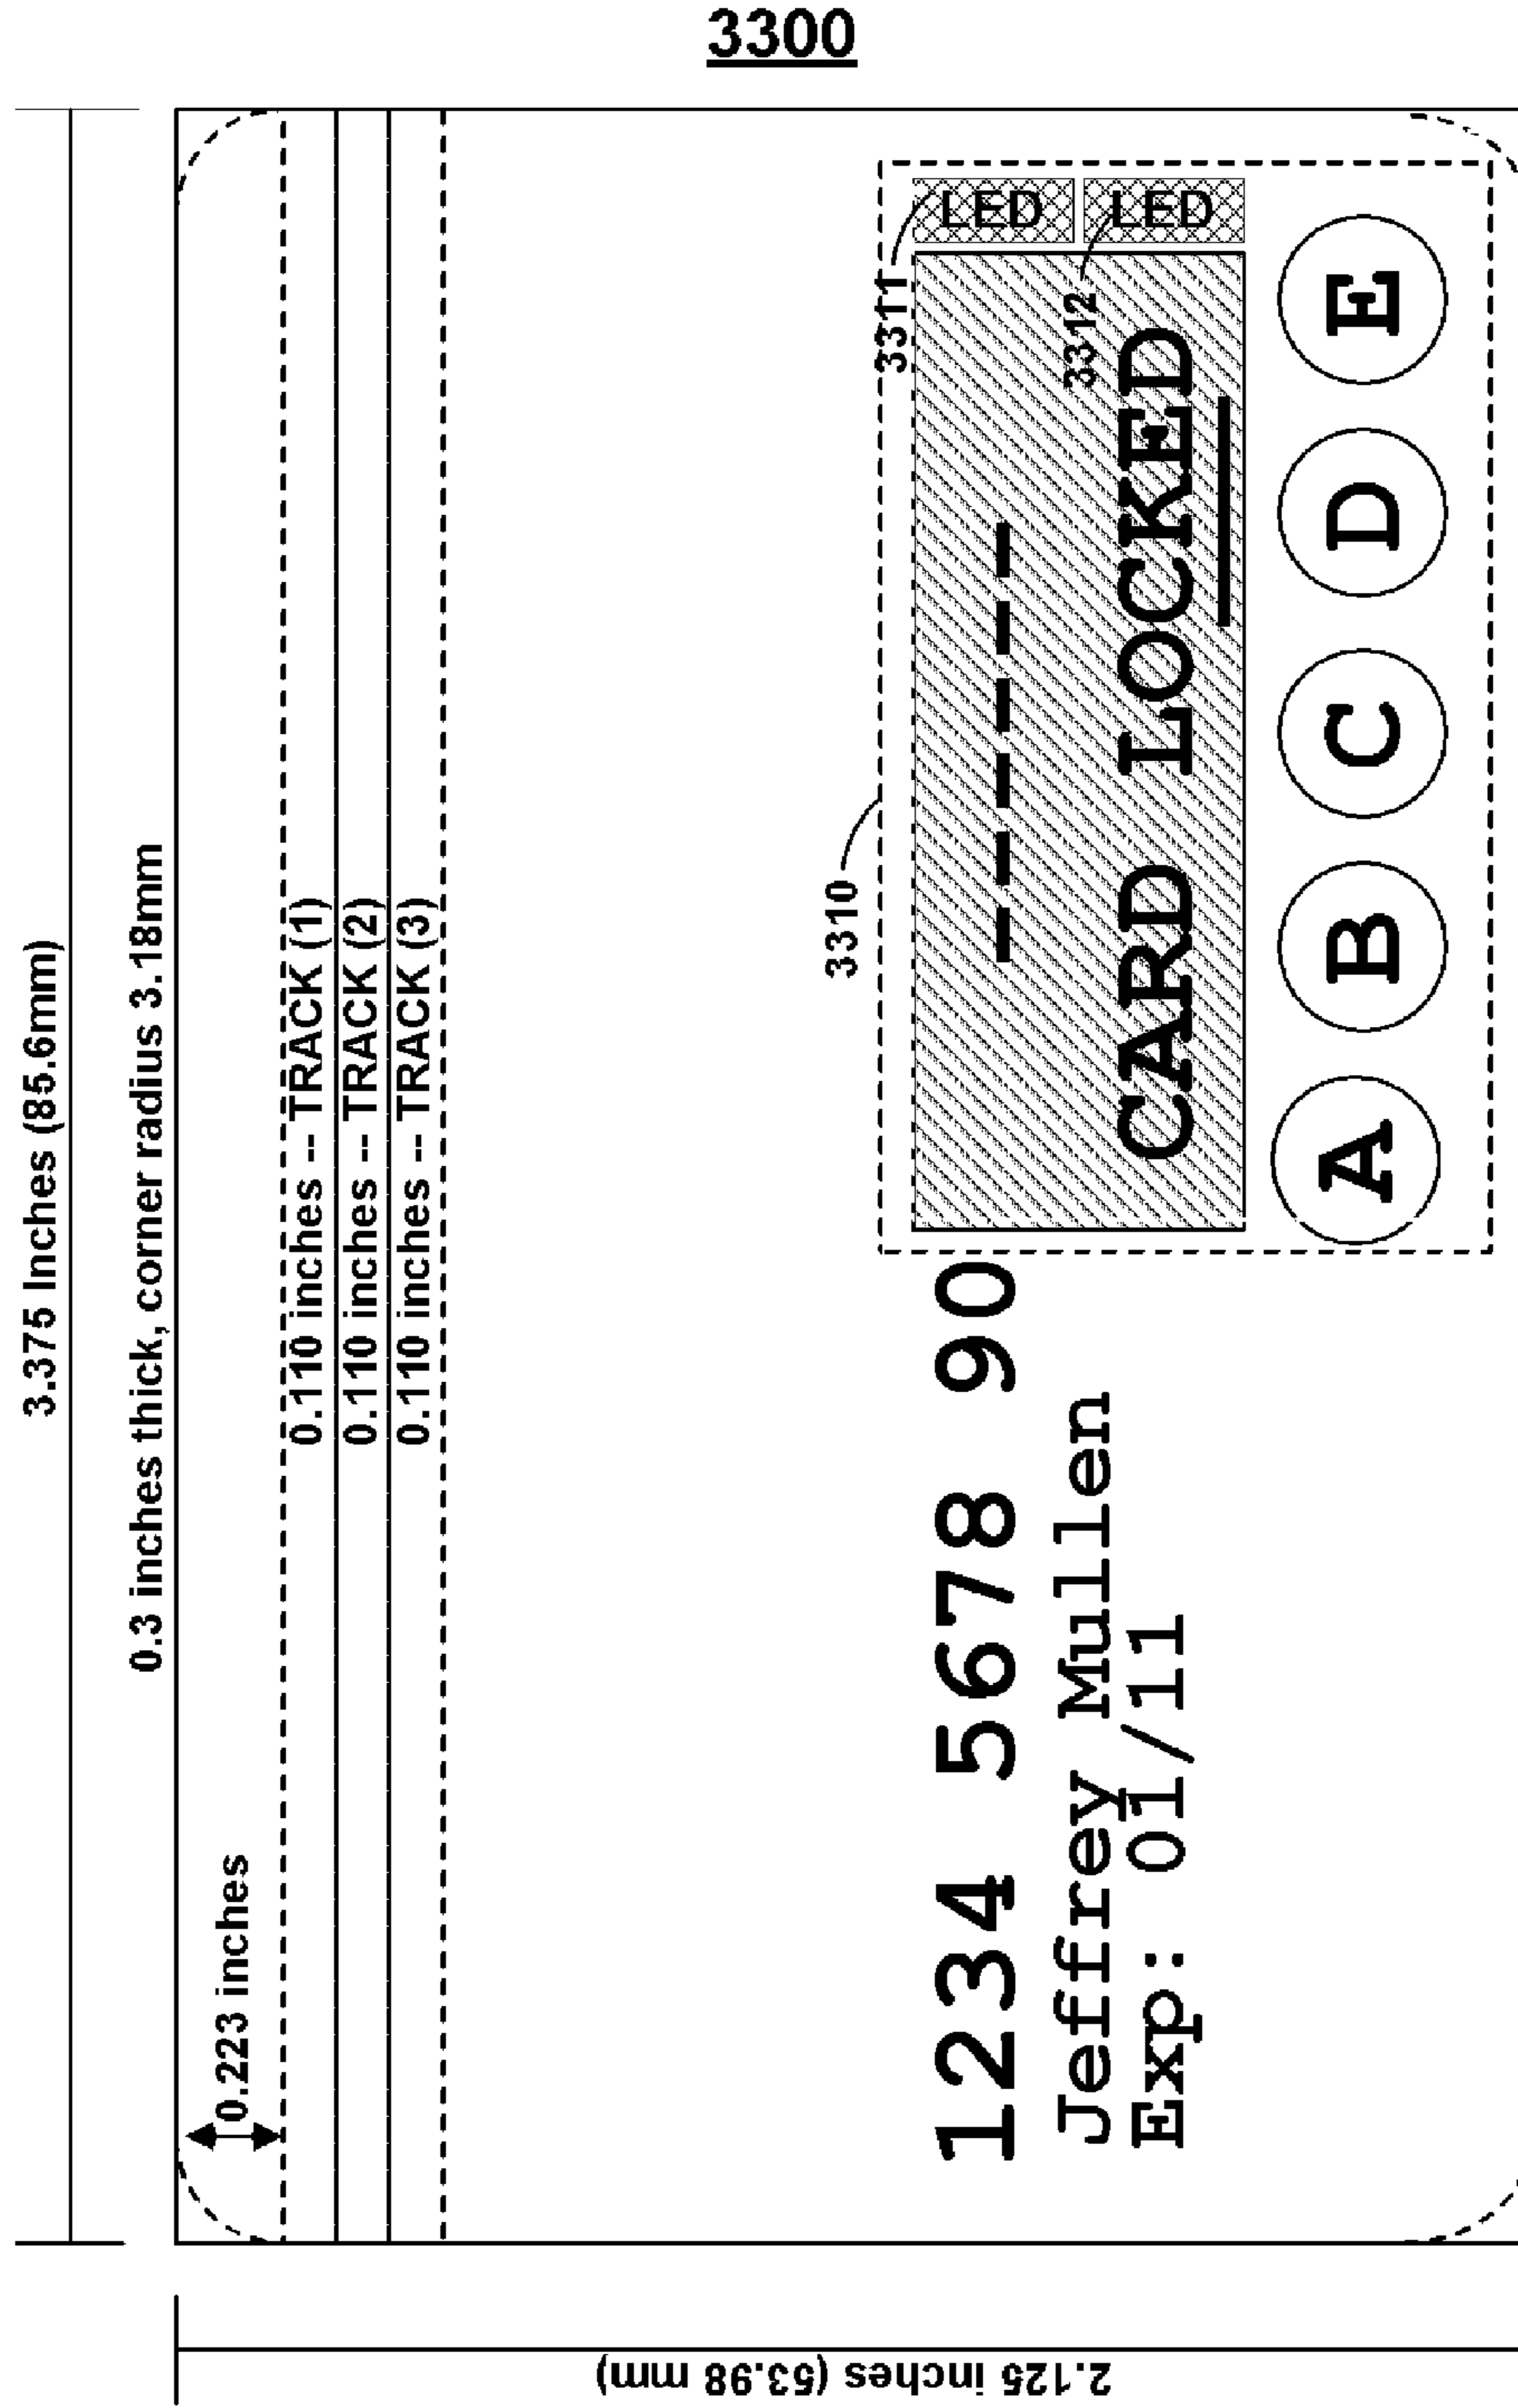 3300
3.375 Inches (85.6mm)
0.3 inches thick, corner radius 3.18mm
0.223 inches
0.110 inches -- TRACK (1)
0.110 inches -- TRACK (2)
0.110 inches -- TRACK (3)
2.125 inches (53.98 mm)
3310
3311
LED
3312
LED
1234 5678 90
------
Jeffrey Mullen
Exp: 01/11
CARD LOCKED
A B C D E